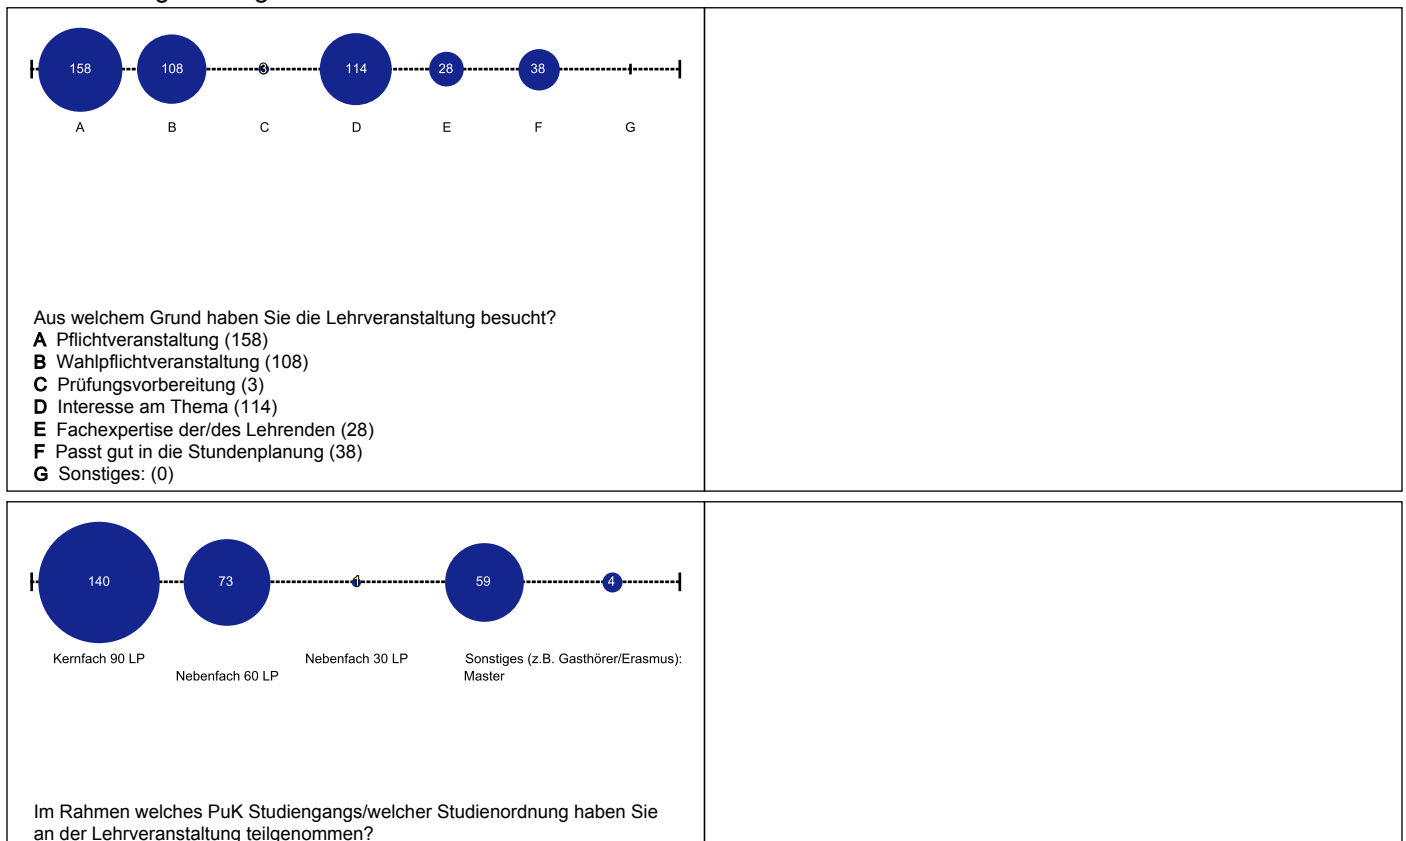 158 108 3 114 28 38
A B C D E F G
Aus welchem Grund haben Sie die Lehrveranstaltung besucht?
A Pflichtveranstaltung (158)
B Wahlpflichtveranstaltung (108)
C Prüfungsvorbereitung (3)
D Interesse am Thema (114)
E Fachexpertise der/des Lehrenden (28)
F Passt gut in die Stundenplanung (38)
G Sonstiges: (0)
140 73 1 59 4
Kernfach 90 LP Nebenfach 30 LP Sonstiges (z.B. Gasthörer/Erasmus):
Nebenfach 60 LP Master
Im Rahmen welches PuK Studiengangs/welcher Studienordnung haben Sie
an der Lehrveranstaltung teilgenommen?